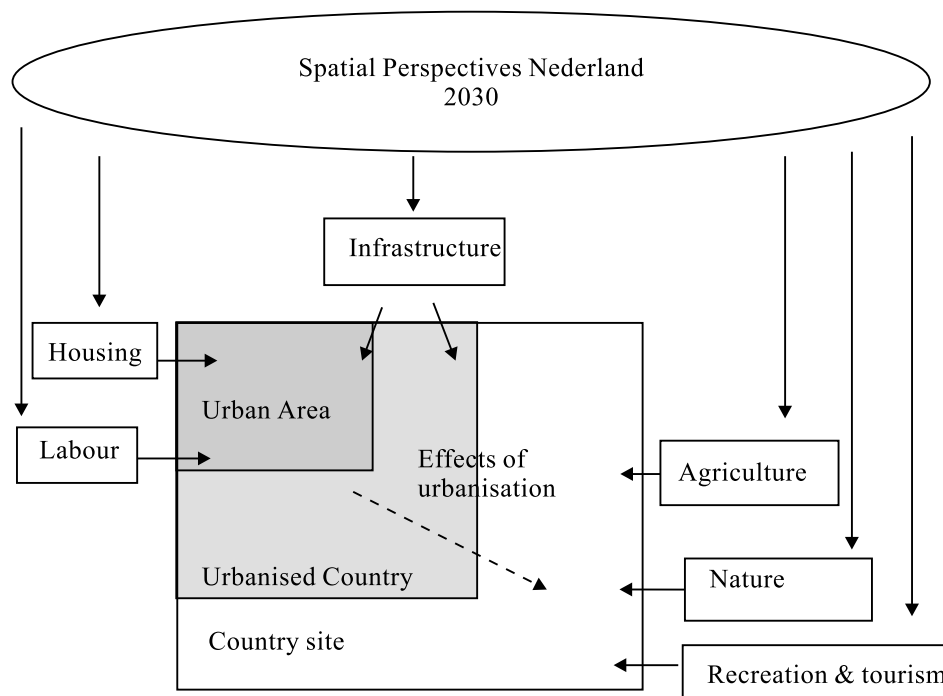 Spatial Perspectives Nederland
2030
Infrastructure
Housing
Urban Area
Labour
Effects of
urbanisation
Agriculture
Urbanised Country
Nature
Country site
Recreation & tourism